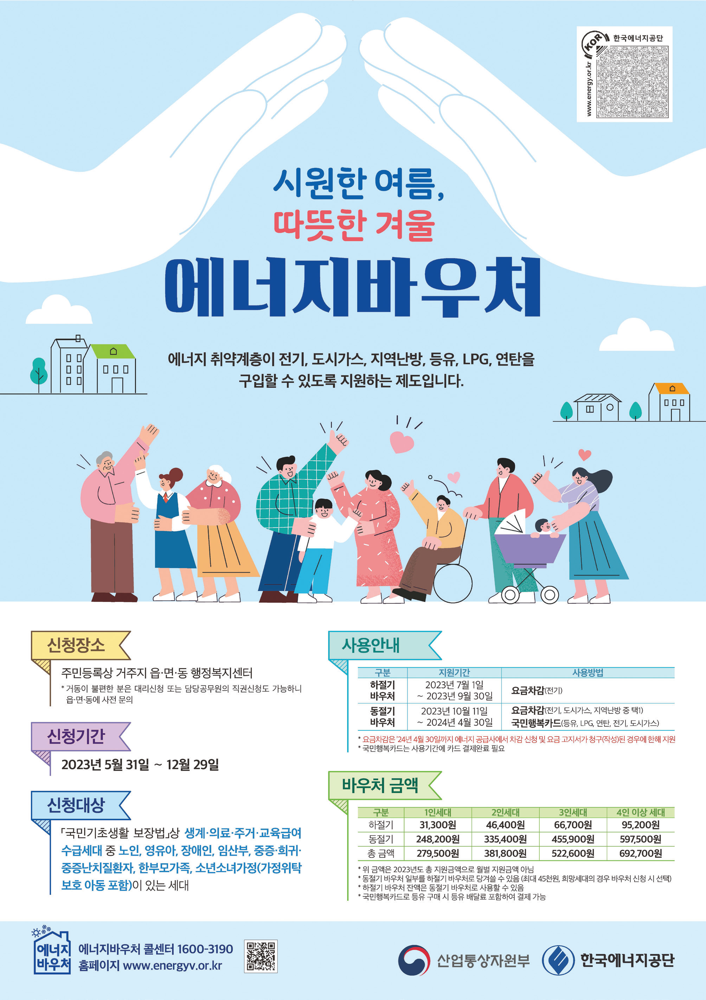 KOR
한국에너지공단
www.energy.or.kr
시원한 여름,
따뜻한 겨울
에너지바우처
에너지 취약계층이 전기, 도시가스, 지역난방, 등유, LPG, 연탄을
구입할 수 있도록 지원하는 제도입니다.
신청장소
주민등록상 거주지 읍·면·동 행정복지센터
* 거동이 불편한 분은 대리신청 또는 담당공무원의 직권신청도 가능하니
읍·면·동에 사전 문의
신청기간
2023년 5월 31일 ~ 12월 29일
신청대상
「국민기초생활 보장법」상 생계·의료·주거·교육급여
수급세대 중 노인, 영유아, 장애인, 임산부, 중증·희귀·
중증난치질환자, 한부모가족, 소년소녀가정(가정위탁
보호 아동 포함)이 있는 세대
사용안내
구분 지원기간 사용방법
하절기 바우처 2023년 7월 1일 ~ 2023년 9월 30일 요금차감(전기)
동절기 바우처 2023년 10월 11일 ~ 2024년 4월 30일 요금차감(전기, 도시가스, 지역난방 중 택1)
국민행복카드(등유, LPG, 연탄, 전기, 도시가스)
* 요금차감은 ’24년 4월 30일까지 에너지 공급사에서 차감 신청 및 요금 고지서가 청구(작성)된 경우에 한해 지원
* 국민행복카드는 사용기간에 카드 결제완료 필요
바우처 금액
구분 1인세대 2인세대 3인세대 4인 이상 세대
하절기 31,300원 46,400원 66,700원 95,200원
동절기 248,200원 335,400원 455,900원 597,500원
총 금액 279,500원 381,800원 522,600원 692,700원
* 위 금액은 2023년도 총 지원금액으로 월별 지원금액 아님
* 동절기 바우처 일부를 하절기 바우처로 당겨쓸 수 있음 (최대 45천원, 희망세대의 경우 바우처 신청 시 선택)
* 하절기 바우처 잔액은 동절기 바우처로 사용할 수 있음
* 국민행복카드로 등유 구매 시 등유 배달료 포함하여 결제 가능
에너지
바우처
에너지바우처 콜센터 1600-3190
홈페이지 www.energyv.or.kr
산업통상자원부
한국에너지공단